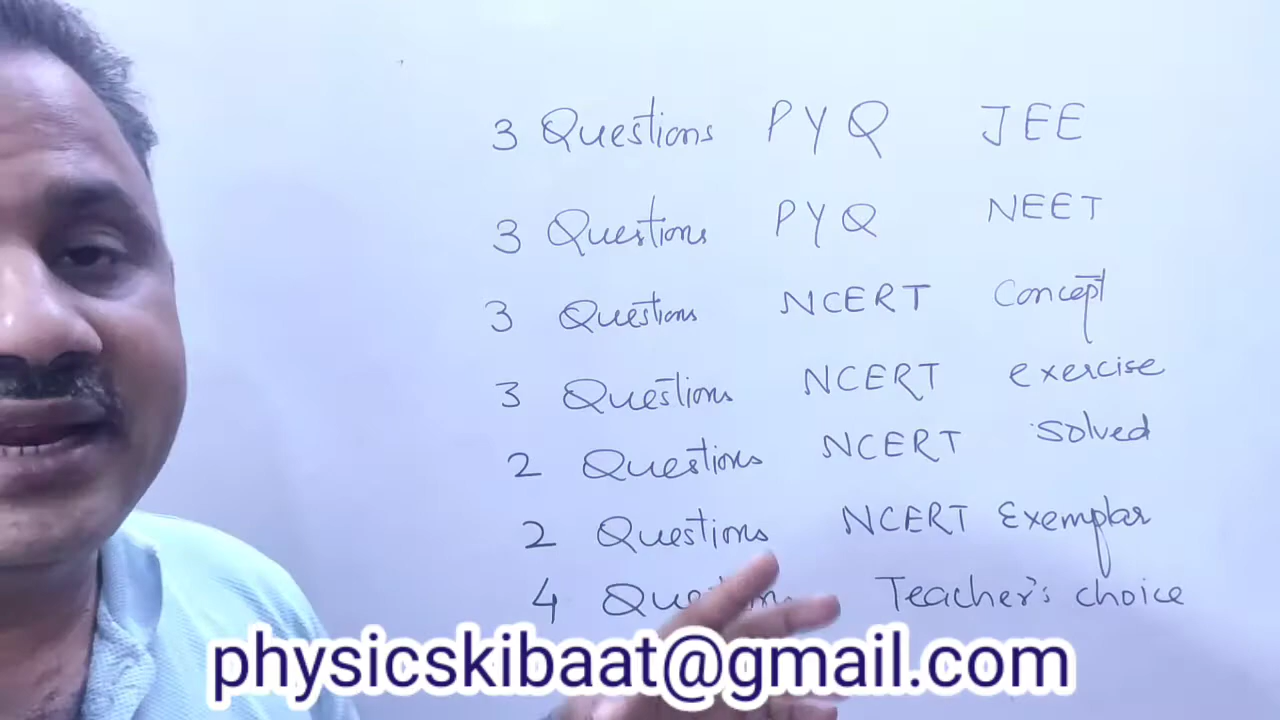 3 Questions PYQ JEE
3 Questions PYQ NEET
3 Questions NCERT Concept
3 Questions NCERT exercise
2 Questions NCERT solved
2 Questions NCERT Exemplar
4 Teacher's choice
physicskibaat@gmail.com